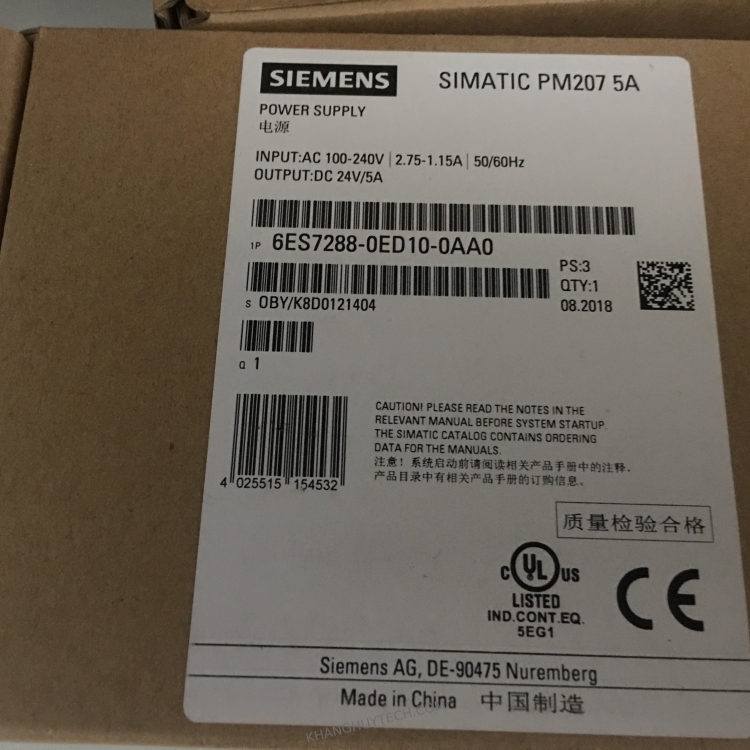 SIEMENS SIMATIC PM207 5A
POWER SUPPLY
电源
INPUT:AC 100-240V | 2.75-1.15A | 50/60Hz
OUTPUT:DC 24V/5A
1P 6ES7288-0ED10-0AA0
PS:3
QTY:1
S OBY/K8D0121404 08.2018
Q 1
CAUTION! PLEASE READ THE NOTES IN THE
RELEVANT MANUAL BEFORE SYSTEM STARTUP.
THE SIMATIC CATALOG CONTAINS ORDERING
DATA FOR THE MANUALS.
注意！系统启动前请阅读相关产品手册中的注释。
产品目录中有相关产品手册的订购信息。
4 025515 154532
质量检验合格
C UL US
LISTED
IND.CONT.EQ.
5EG1
CE
Siemens AG, DE-90475 Nuremberg
Made in China 中国制造
KHANGHUYTECH.COM